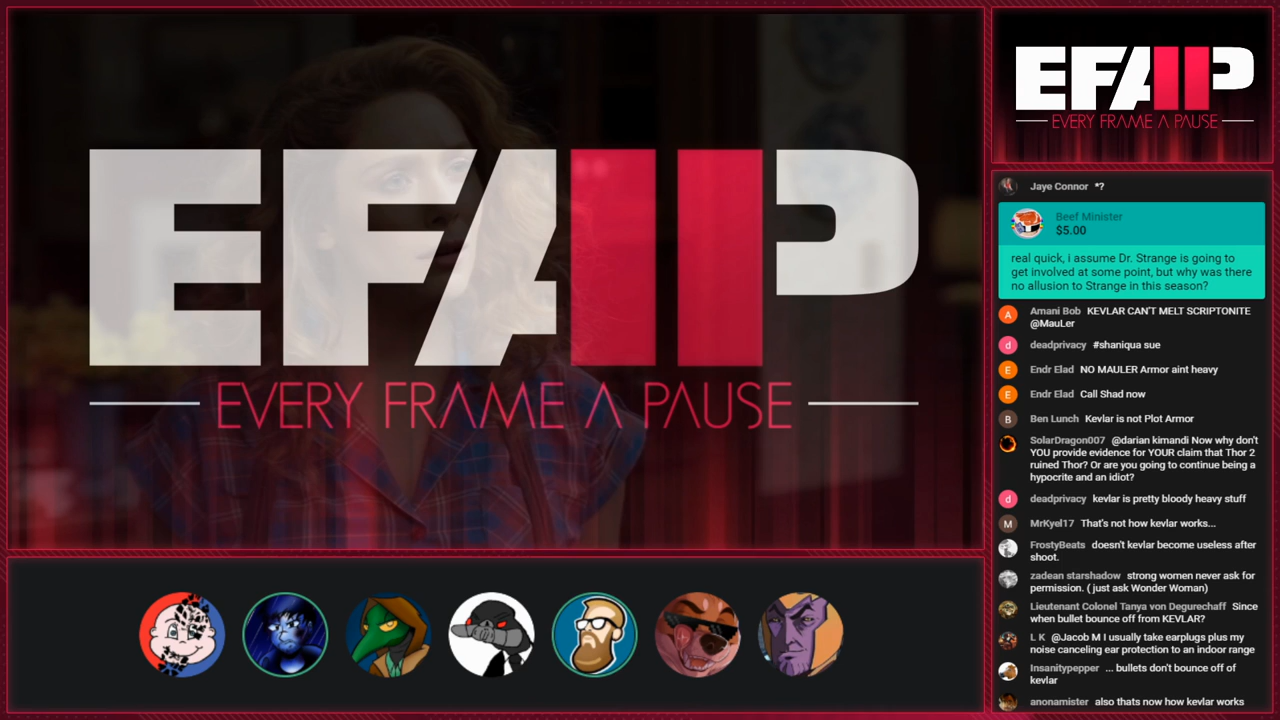 EFAP
EVERY FRAME A PAUSE
EFAP
EVERY FRAME A PAUSE
Jaye Connor *?
Beef Minister
$5.00
real quick, i assume Dr. Strange is going to
get involved at some point, but why was there
no allusion to Strange in this season?
A Amani Bob KEVLAR CAN'T MELT SCRIPTONITE
@MauLer
d deadprivacy #shaniqua sue
E Endr Elad NO MAULER Armor aint heavy
E Endr Elad Call Shad now
B Ben Lunch Kevlar is not Plot Armor
SolarDragon007 @darian kimandi Now why don't
YOU provide evidence for YOUR claim that Thor 2
ruined Thor? Or are you going to continue being a
hypocrite and an idiot?
d deadprivacy kevlar is pretty bloody heavy stuff
M MrKyel17 That's not how kevlar works...
FrostyBeats doesn't kevlar become useless after
shoot.
zadean starshadow strong women never ask for
permission. ( just ask Wonder Woman)
Lieutenant Colonel Tanya von Degurechaff Since
when bullet bounce off from KEVLAR?
L K @Jacob M I usually take earplugs plus my
noise canceling ear protection to an indoor range
Insanitypepper ... bullets don't bounce off of
kevlar
anonamister also thats now how kevlar works